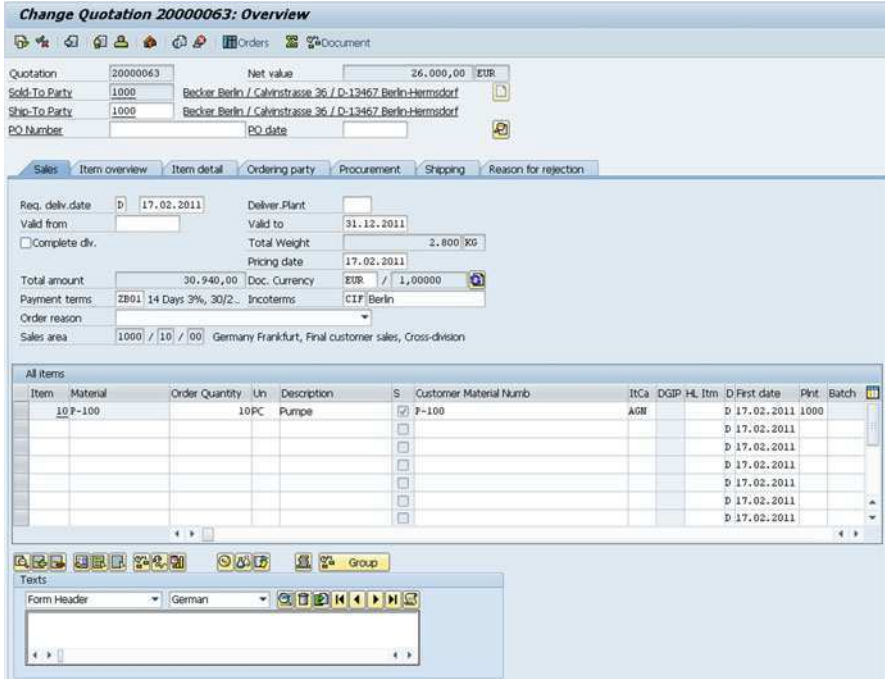 Change Quotation 20000063: Overview
Orders Document
Quotation 20000063 Net value 26.000,00 EUR
Sold-To Party 1000 Becker Berlin / Calvinstrasse 36 / D-13467 Berlin-Hermsdorf
Ship-To Party 1000 Becker Berlin / Calvinstrasse 36 / D-13467 Berlin-Hermsdorf
PO Number PO date
Sales Item overview Item detail Ordering party Procurement Shipping Reason for rejection
Req. deliv.date D 17.02.2011 Deliver.Plant
Valid from Valid to 31.12.2011
Complete dlv. Total Weight 2.800 KG
Pricing date 17.02.2011
Total amount 30.940,00 Doc. Currency EUR / 1,00000
Payment terms ZB01 14 Days 3%, 30/2... Incoterms CIF Berlin
Order reason
Sales area 1000 / 10 / 00 Germany Frankfurt, Final customer sales, Cross-division
All items
Item Material Order Quantity Un Description S Customer Material Numb ItCa DGIP HL Itm D First date Plnt Batch
10 P-100 10 PC Pumpe P-100 AGN D 17.02.2011 1000
D 17.02.2011
D 17.02.2011
D 17.02.2011
D 17.02.2011
D 17.02.2011
D 17.02.2011
Group
Texts
Form Header German